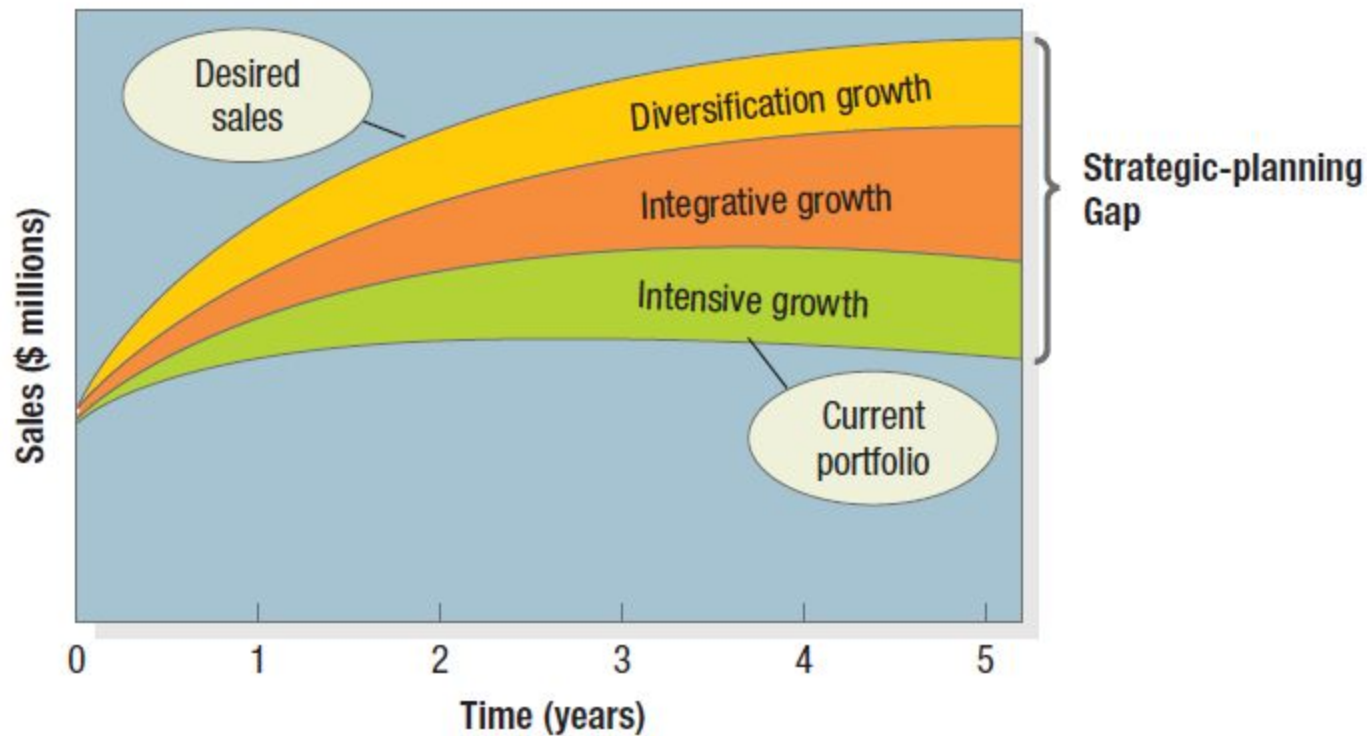 Desired
sales
Diversification growth
Integrative growth
Intensive growth
Current
portfolio
Strategic-planning
Gap
Sales ($ millions)
0 1 2 3 4 5
Time (years)